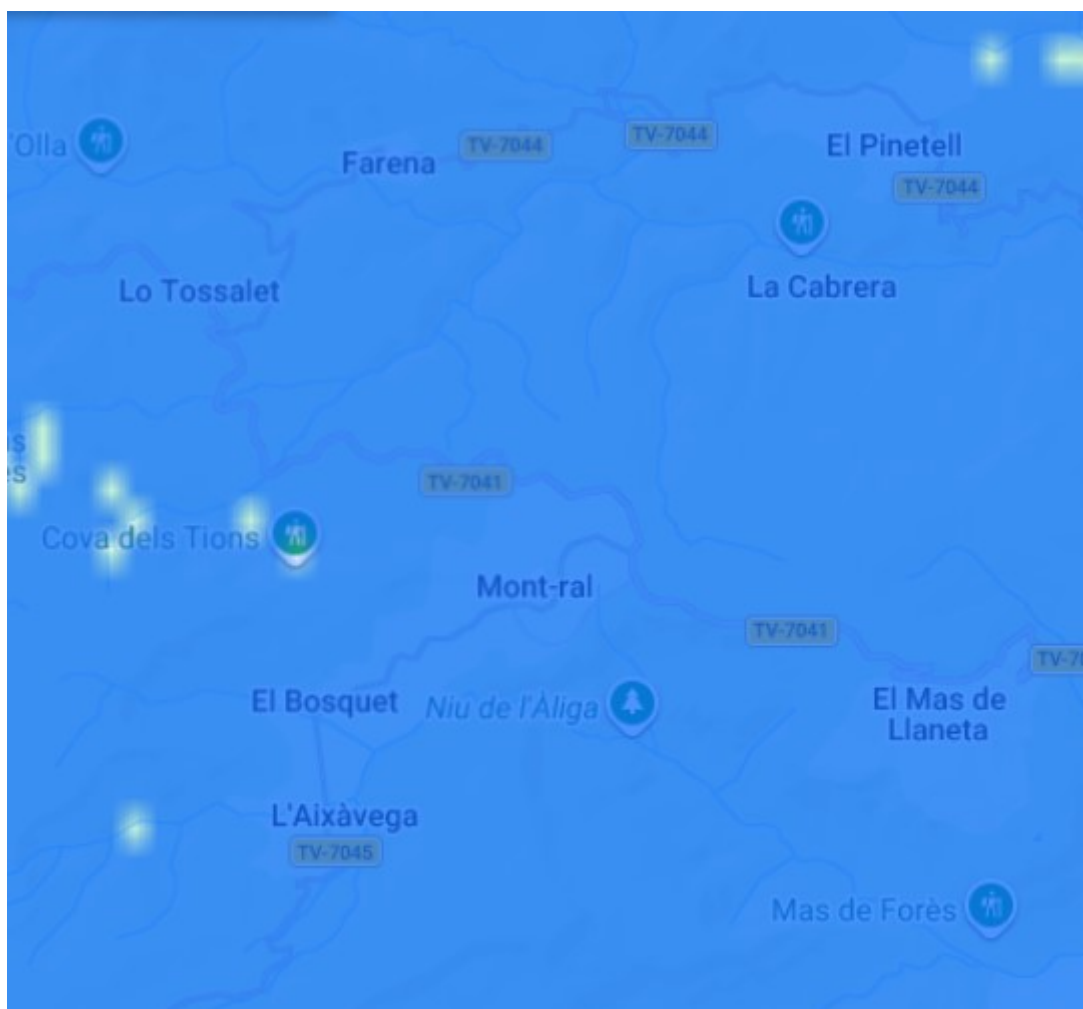 'Olla
Farena
TV-7044
TV-7044
El Pinetell
TV-7044
Lo Tossalet
La Cabrera
TV-7041
Cova dels Tions
Mont-ral
TV-7041
El Bosquet
Niu de l'Àliga
El Mas de
Llaneta
L'Aixàvega
TV-7045
Mas de Forès